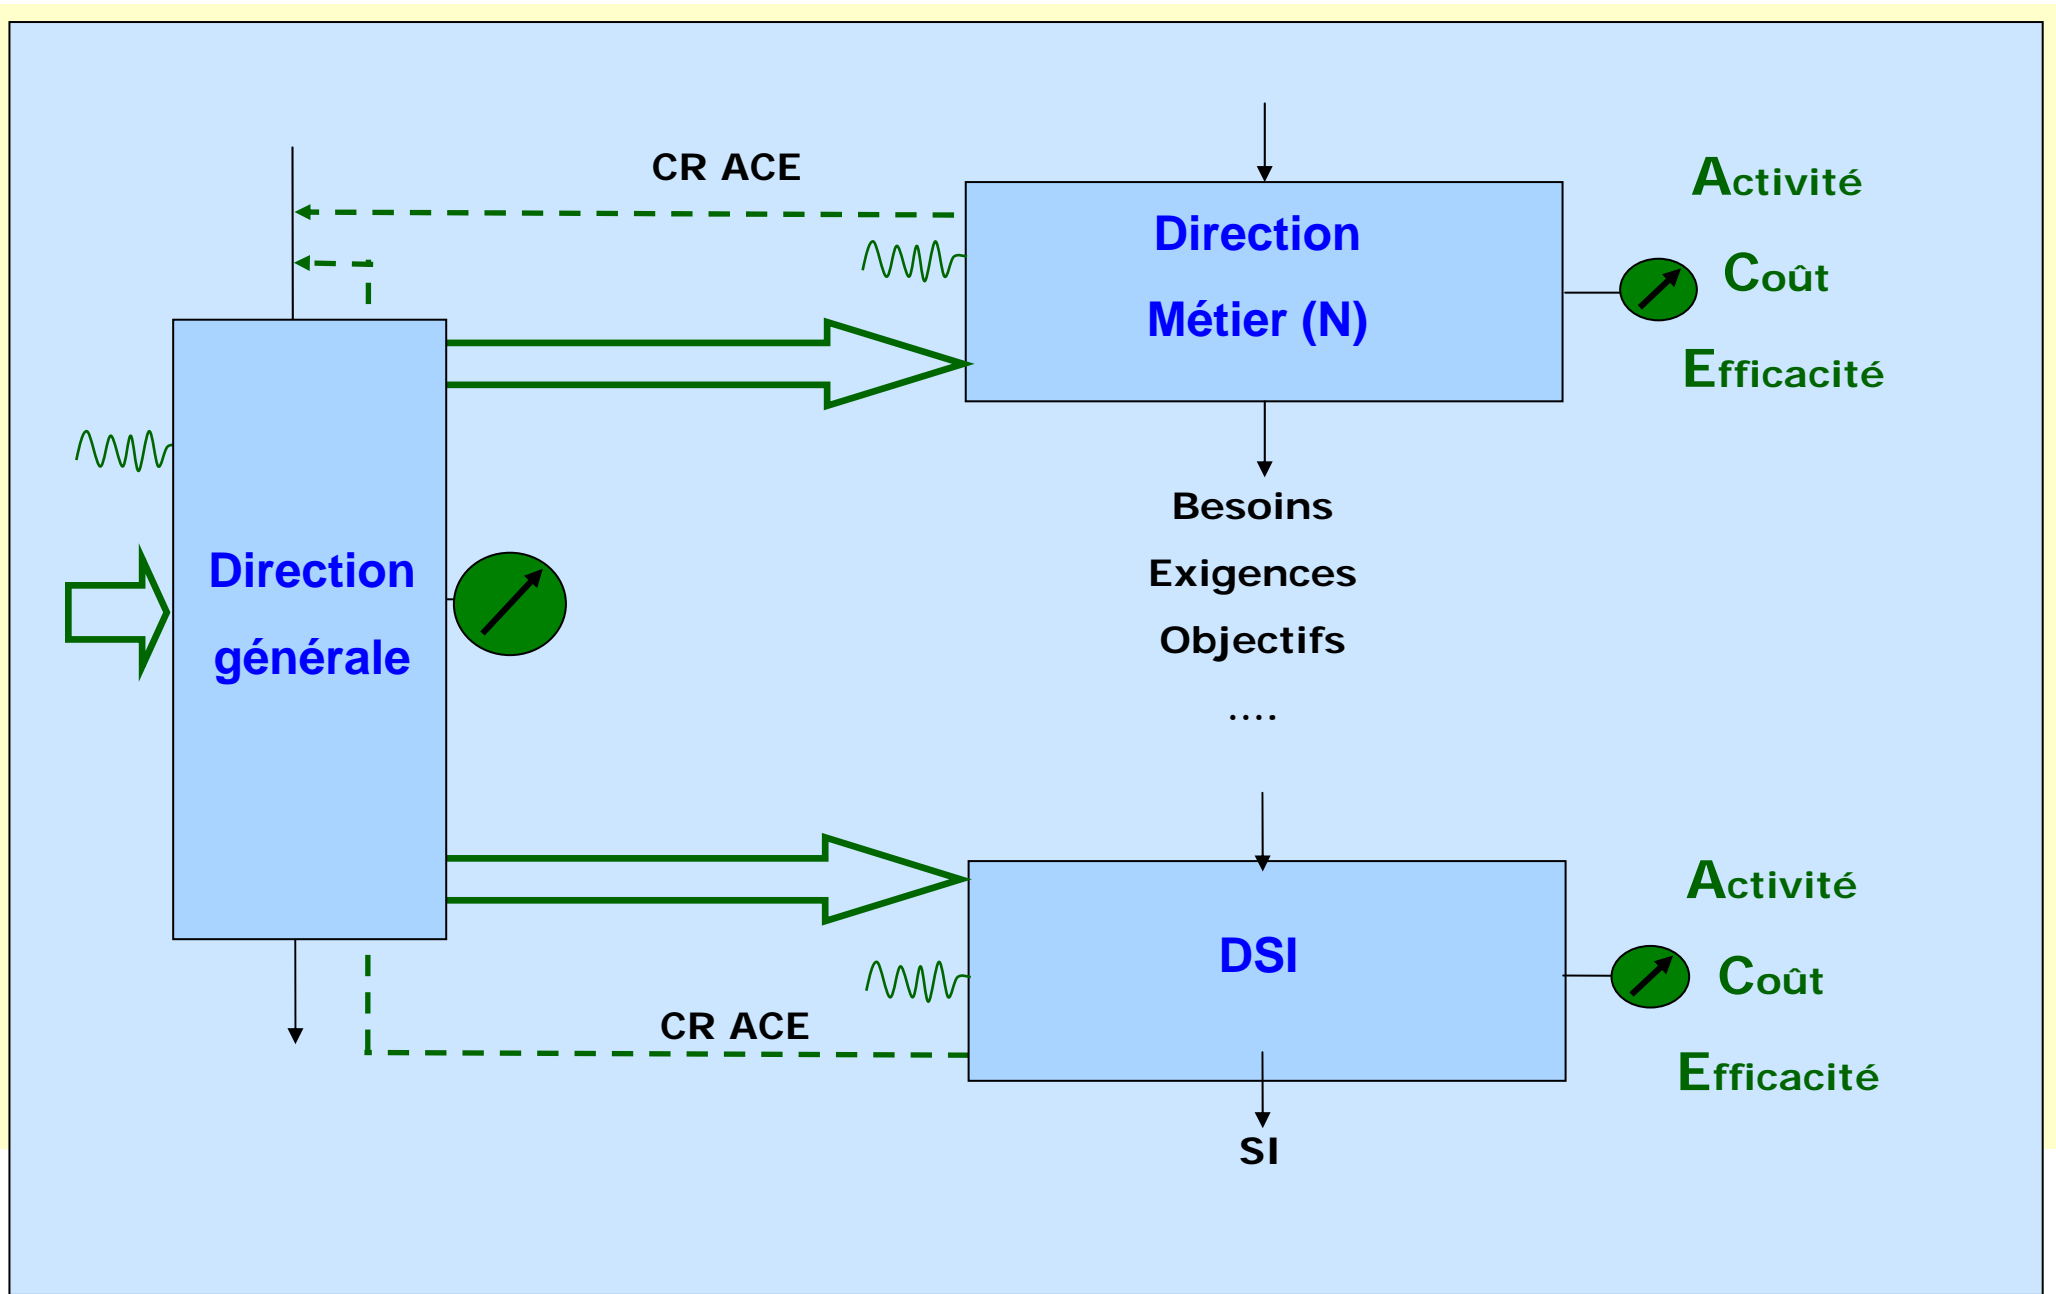 CR ACE
Direction
Métier (N)
Activité
Coût
Efficacité
Direction
générale
Besoins
Exigences
Objectifs
....
DSI
CR ACE
Activité
Coût
Efficacité
SI